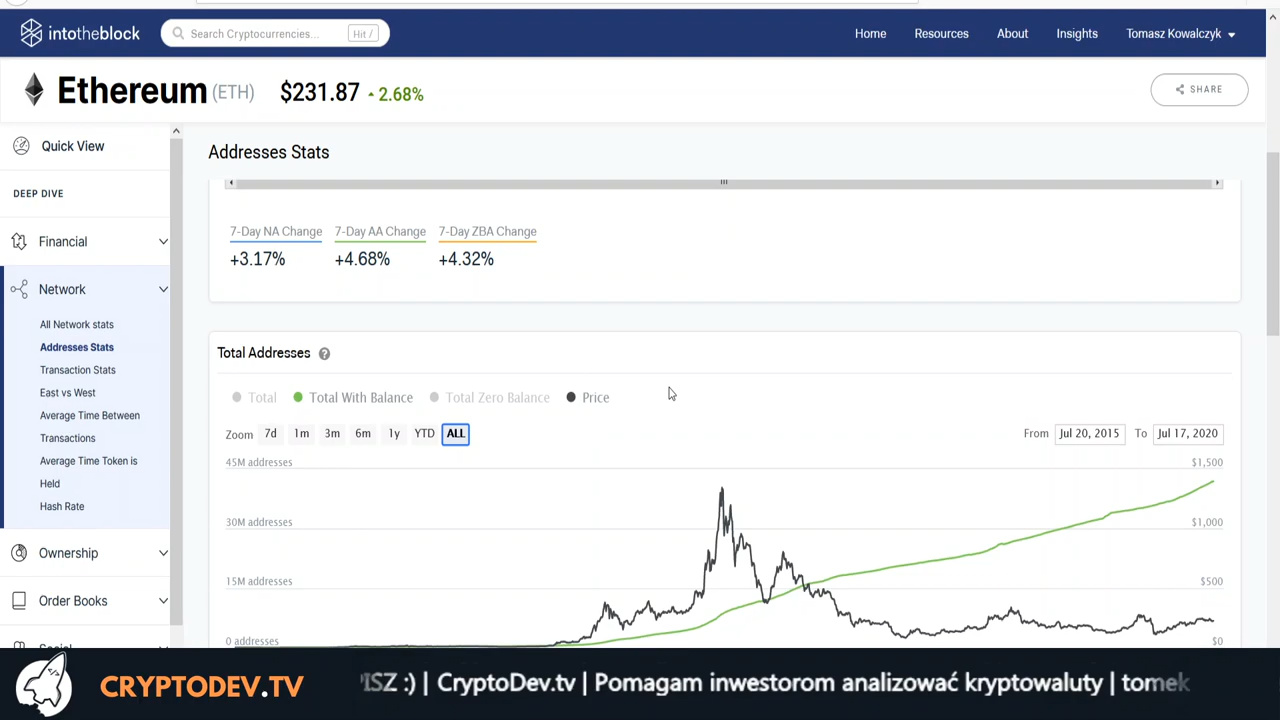 intotheblock
Search Cryptocurrencies...
Hit /
Home
Resources
About
Insights
Tomasz Kowalczyk
Ethereum (ETH) $231.87 2.68%
SHARE
Quick View
DEEP DIVE
Financial
Network
All Network stats
Addresses Stats
Transaction Stats
East vs West
Average Time Between
Transactions
Average Time Token is
Held
Hash Rate
Ownership
Order Books
Social
Addresses Stats
7-Day NA Change
+3.17%
7-Day AA Change
+4.68%
7-Day ZBA Change
+4.32%
Total Addresses ?
Total Total With Balance Total Zero Balance Price
Zoom 7d 1m 3m 6m 1y YTD ALL
From Jul 20, 2015 To Jul 17, 2020
45M addresses $1,500
30M addresses $1,000
15M addresses $500
0 addresses $0
CRYPTODEV.TV
ISZ :) | CryptoDev.tv | Pomagam inwestorom analizować kryptowaluty | tomek